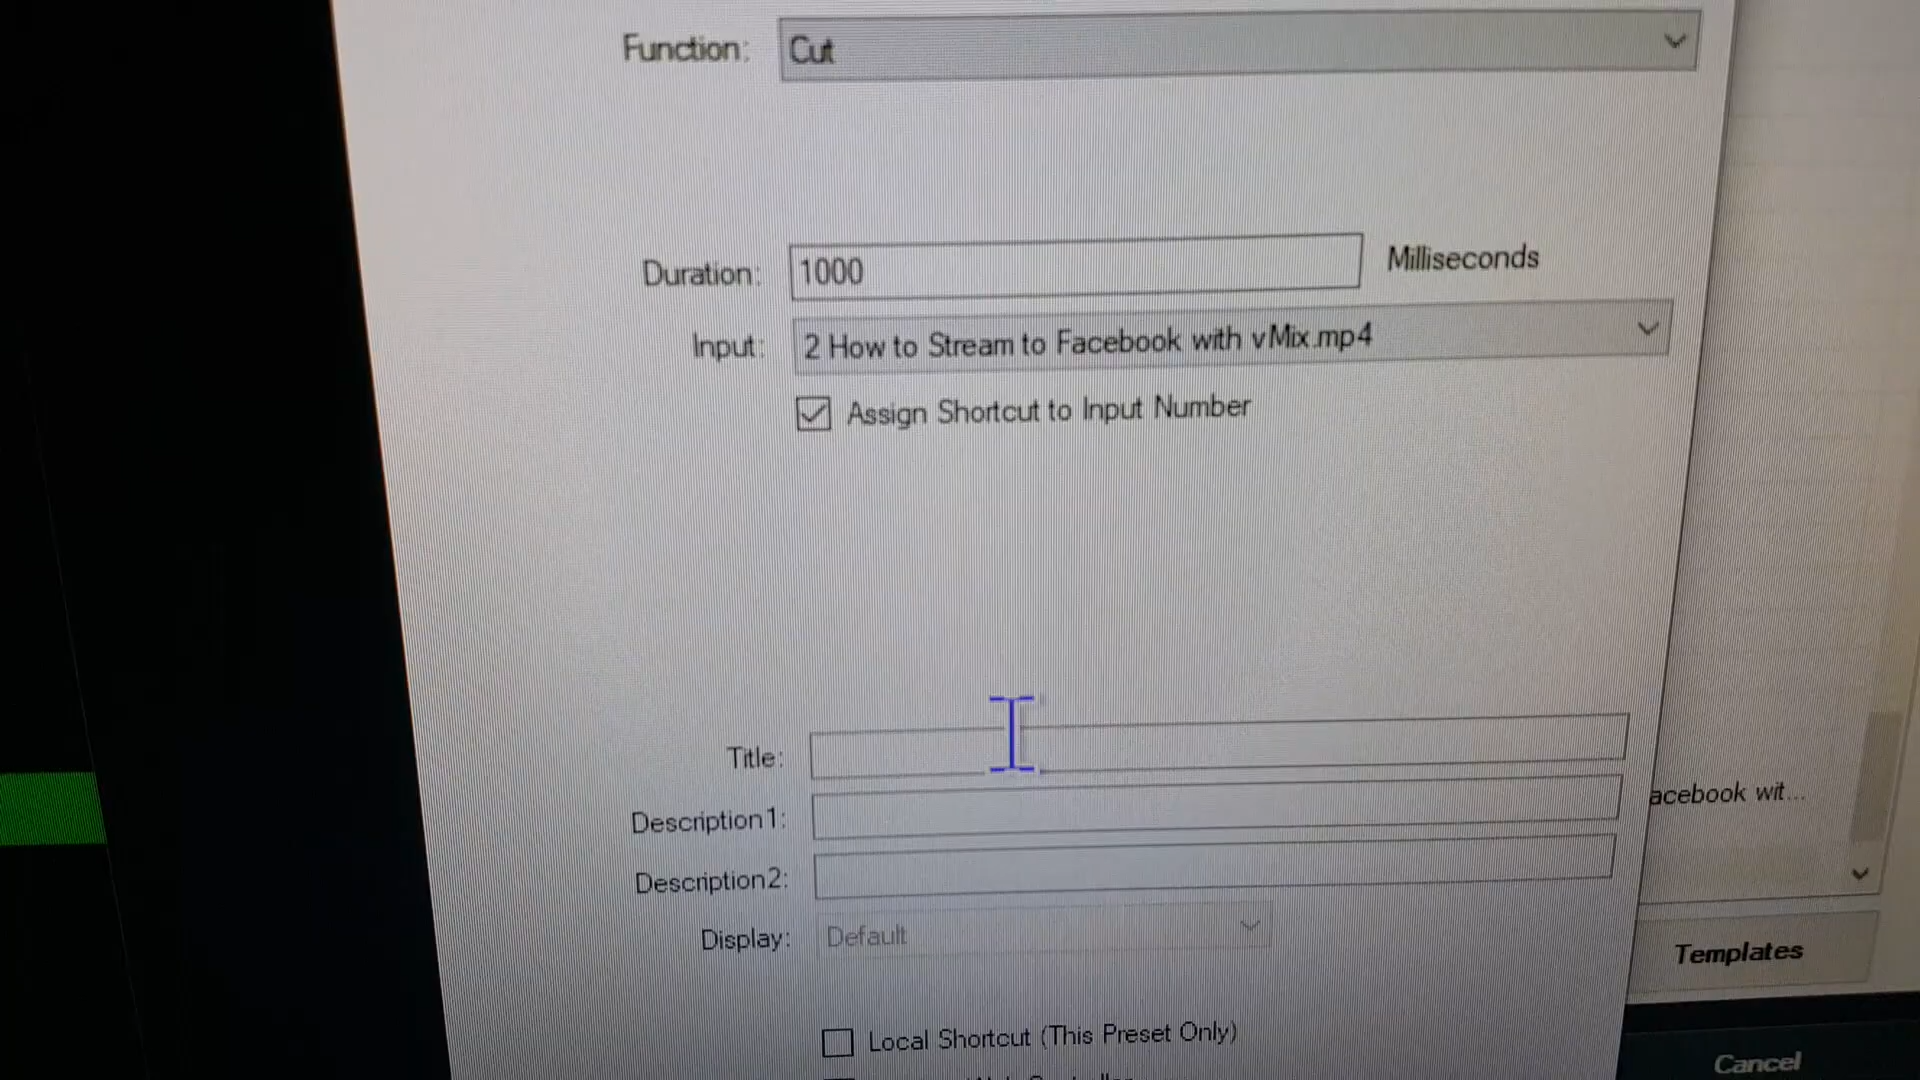 Function: Cut
Duration: 1000 Milliseconds
Input: 2 How to Stream to Facebook with vMix.mp4
Assign Shortcut to Input Number
Title:
Description1:
acebook wit...
Description2:
Display: Default
Templates
Local Shortcut (This Preset Only)
Cancel